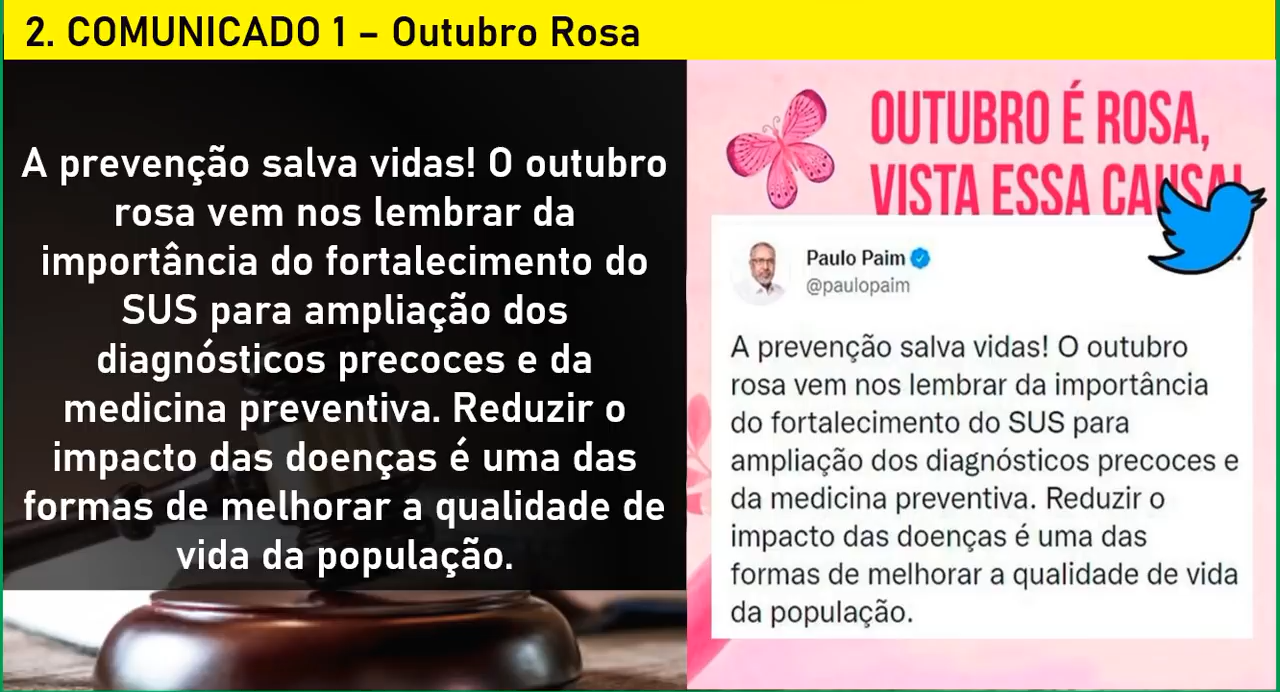 2. COMUNICADO 1 – Outubro Rosa
A prevenção salva vidas! O outubro
rosa vem nos lembrar da
importância do fortalecimento do
SUS para ampliação dos
diagnósticos precoces e da
medicina preventiva. Reduzir o
impacto das doenças é uma das
formas de melhorar a qualidade de
vida da população.
OUTUBRO É ROSA,
VISTA ESSA CAUSA!
Paulo Paim
@paulopaim
A prevenção salva vidas! O outubro
rosa vem nos lembrar da importância
do fortalecimento do SUS para
ampliação dos diagnósticos precoces e
da medicina preventiva. Reduzir o
impacto das doenças é uma das
formas de melhorar a qualidade de vida
da população.